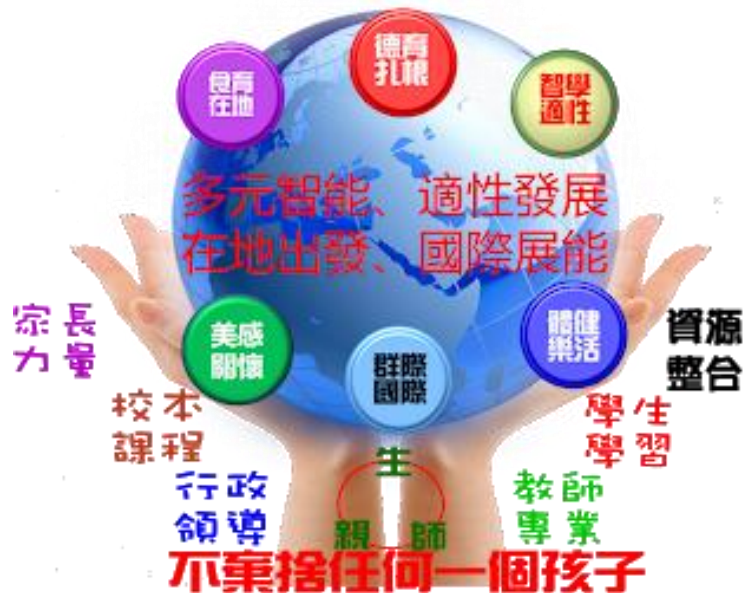 德育
扎根
食育
在地
智學
適性
多元智能、適性發展
在地出發、國際展能
美感
關懷
群際
國際
體健
樂活
家長
力量
資源
整合
校本
課程
學生
學習
行政
領導
教師
專業
生
親 師
不棄捨任何一個孩子